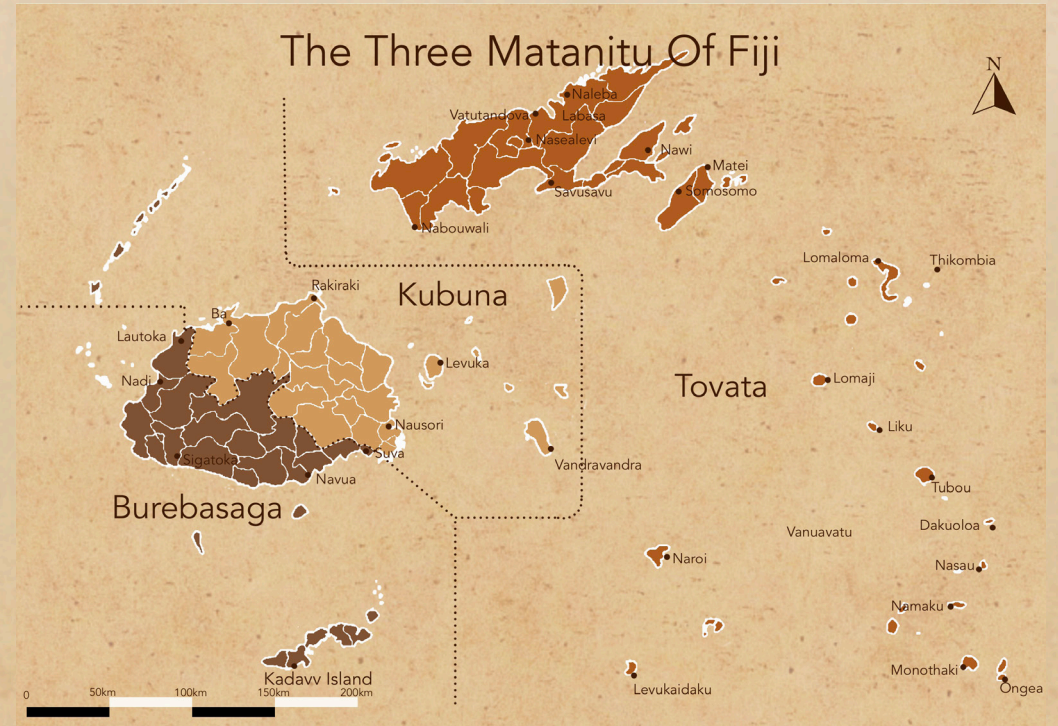 The Three Matanitu Of Fiji
N
Naleba
Vatutandova
Labasa
Nasealevi
Nawi
Matei
Savusavu
Somosomo
Nabouwali
Lomaloma
Thikombia
Rakiraki
Kubuna
Ba
Lautoka
Levuka
Nadi
Tovata
Lomaji
Nausori
Liku
Suva
Sigatoka
Vandravandra
Navua
Tubou
Burebasaga
Dakuoloa
Vanuavatu
Naroi
Nasau
Namaku
Monothaki
Kadavv Island
Levukaidaku
Ongea
0 50km 100km 150km 200km